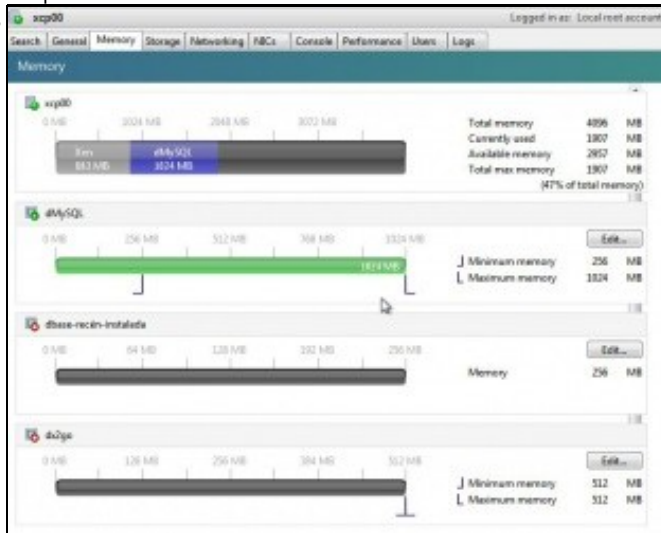 xcp00 Logged in as: Local root account
Search General Memory Storage Networking NICs Console Performance Users Logs
Memory
xcp00
0 MB 1024 MB 2048 MB 3072 MB
Total memory 4096 MB
Currently used 1907 MB
Available memory 2957 MB
Total max memory 1907 MB
(47% of total memory)
Xen dMySQL
883 MB 1024 MB
dMySQL
0 MB 256 MB 512 MB 768 MB 1024 MB
Edit...
1024 MB
Minimum memory 256 MB
Maximum memory 1024 MB
dbase-recén-instalada
0 MB 64 MB 128 MB 192 MB 256 MB
Edit...
Memory 256 MB
ds2go
0 MB 128 MB 256 MB 384 MB 512 MB
Edit...
Minimum memory 512 MB
Maximum memory 512 MB